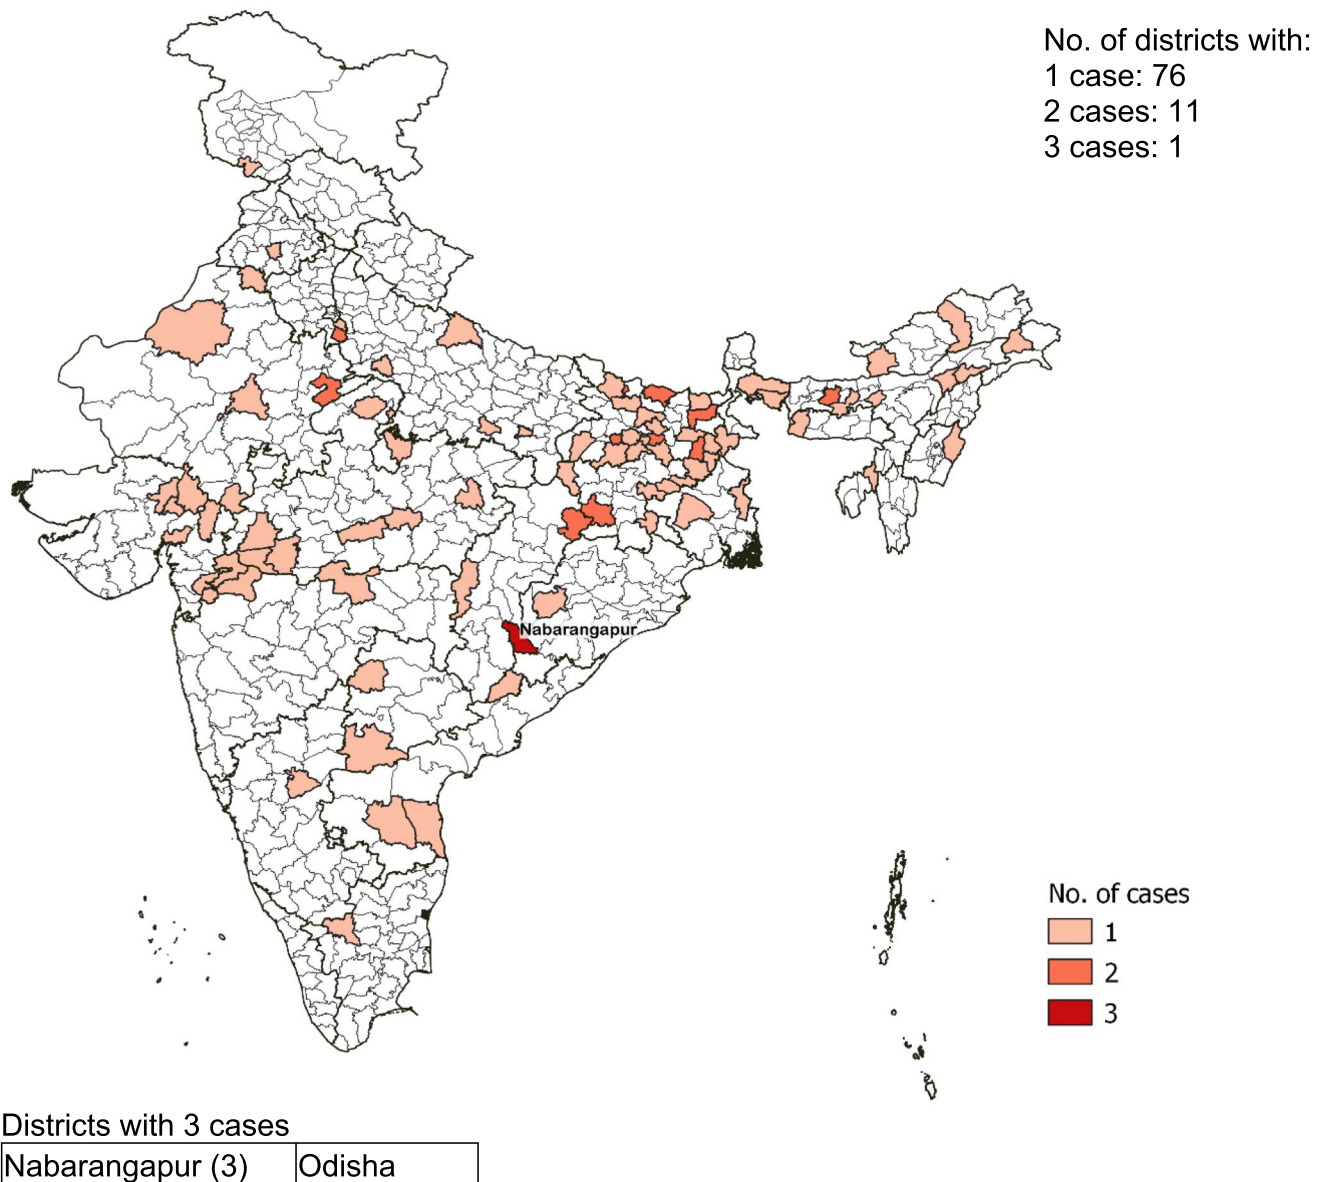 No. of districts with:
1 case: 76
2 cases: 11
3 cases: 1
Nabarangapur
No. of cases
1
2
3
Districts with 3 cases
Nabarangapur (3) Odisha